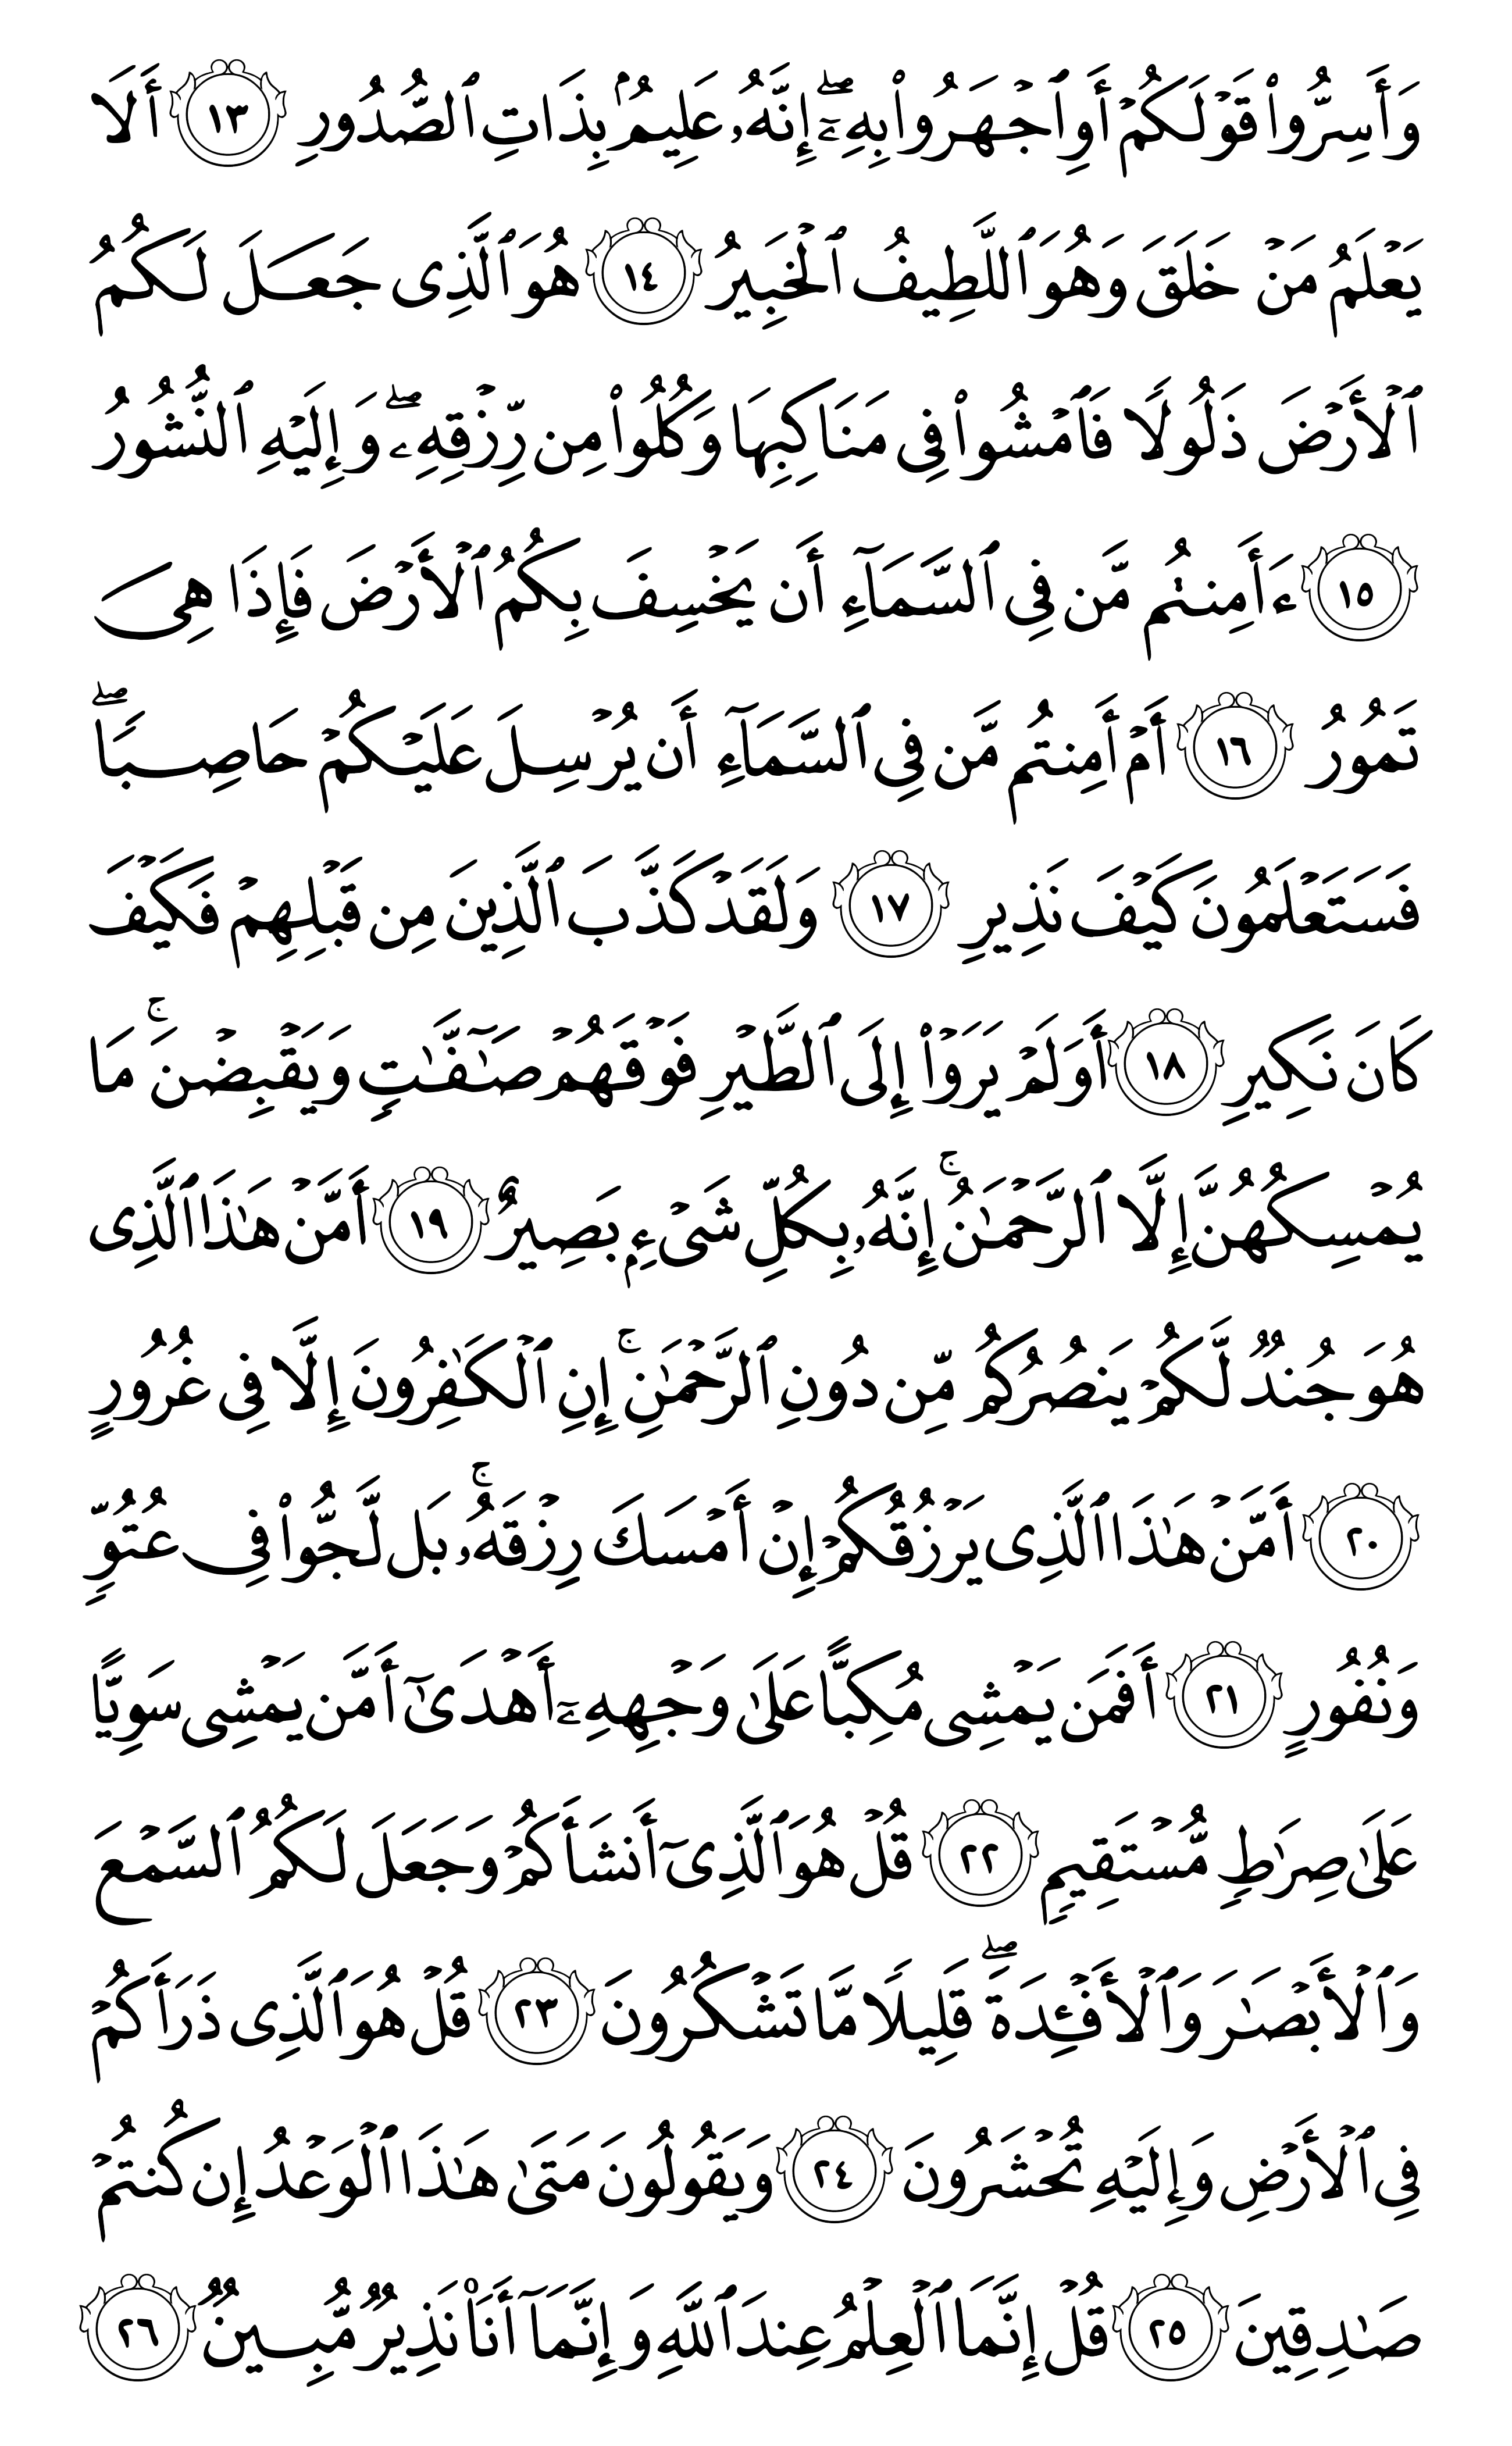 وَأَسِرُّوا۟ قَوْلَكُمْ أَوِ ٱجْهَرُوا۟ بِهِۦٓ ۖ إِنَّهُۥ عَلِيمٌۢ بِذَاتِ ٱلصُّدُورِ ١٣ أَلَا
يَعْلَمُ مَنْ خَلَقَ وَهُوَ ٱللَّطِيفُ ٱلْخَبِيرُ ١٤ هُوَ ٱلَّذِى جَعَلَ لَكُمُ
ٱلْأَرْضَ ذَلُولًا فَٱمْشُوا۟ فِى مَنَاكِبِهَا وَكُلُوا۟ مِن رِّزْقِهِۦ ۖ وَإِلَيْهِ ٱلنُّشُورُ
١٥ ءَأَمِنتُم مَّن فِى ٱلسَّمَآءِ أَن يَخْسِفَ بِكُمُ ٱلْأَرْضَ فَإِذَا هِىَ
تَمُورُ ١٦ أَمْ أَمِنتُم مَّن فِى ٱلسَّمَآءِ أَن يُرْسِلَ عَلَيْكُمْ حَاصِبًا ۖ
فَسَتَعْلَمُونَ كَيْفَ نَذِيرِ ١٧ وَلَقَدْ كَذَّبَ ٱلَّذِينَ مِن قَبْلِهِمْ فَكَيْفَ
كَانَ نَكِيرِ ١٨ أَوَلَمْ يَرَوْا۟ إِلَى ٱلطَّيْرِ فَوْقَهُمْ صَـٰٓفَّـٰتٍ وَيَقْبِضْنَ ۚ مَا
يُمْسِكُهُنَّ إِلَّا ٱلرَّحْمَـٰنُ ۚ إِنَّهُۥ بِكُلِّ شَىْءٍۭ بَصِيرٌ ١٩ أَمَّنْ هَـٰذَا ٱلَّذِى
هُوَ جُندٌ لَّكُمْ يَنصُرُكُم مِّن دُونِ ٱلرَّحْمَـٰنِ ۚ إِنِ ٱلْكَـٰفِرُونَ إِلَّا فِى غُرُورٍ
٢٠ أَمَّنْ هَـٰذَا ٱلَّذِى يَرْزُقُكُمْ إِنْ أَمْسَكَ رِزْقَهُۥ ۚ بَل لَّجُّوا۟ فِى عُتُوٍّ
وَنُفُورٍ ٢١ أَفَمَن يَمْشِى مُكِبًّا عَلَىٰ وَجْهِهِۦٓ أَهْدَىٰٓ أَمَّن يَمْشِى سَوِيًّا
عَلَىٰ صِرَٰطٍ مُّسْتَقِيمٍ ٢٢ قُلْ هُوَ ٱلَّذِىٓ أَنشَأَكُمْ وَجَعَلَ لَكُمُ ٱلسَّمْعَ
وَٱلْأَبْصَـٰرَ وَٱلْأَفْـِٔدَةَ ۖ قَلِيلًا مَّا تَشْكُرُونَ ٢٣ قُلْ هُوَ ٱلَّذِى ذَرَأَكُمْ
فِى ٱلْأَرْضِ وَإِلَيْهِ تُحْشَرُونَ ٢٤ وَيَقُولُونَ مَتَىٰ هَـٰذَا ٱلْوَعْدُ إِن كُنتُمْ
صَـٰدِقِينَ ٢٥ قُلْ إِنَّمَا ٱلْعِلْمُ عِندَ ٱللَّهِ وَإِنَّمَآ أَنَا۠ نَذِيرٌ مُّبِينٌ ٢٦